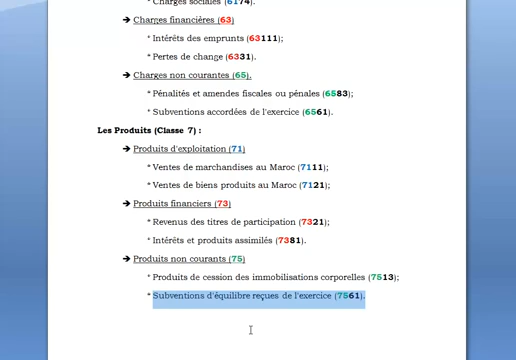 * Charges sociales (6174).
➔ Charges financières (63)
* Intérêts des emprunts (63111);
* Pertes de change (6331).
➔ Charges non courantes (65).
* Pénalités et amendes fiscales ou pénales (6583);
* Subventions accordées de l'exercice (6561).
Les Produits (Classe 7) :
➔ Produits d'exploitation (71)
* Ventes de marchandises au Maroc (7111);
* Ventes de biens produits au Maroc (7121);
➔ Produits financiers (73)
* Revenus des titres de participation (7321);
* Intérêts et produits assimilés (7381).
➔ Produits non courants (75)
* Produits de cession des immobilisations corporelles (7513);
* Subventions d'équilibre reçues de l'exercice (7561).